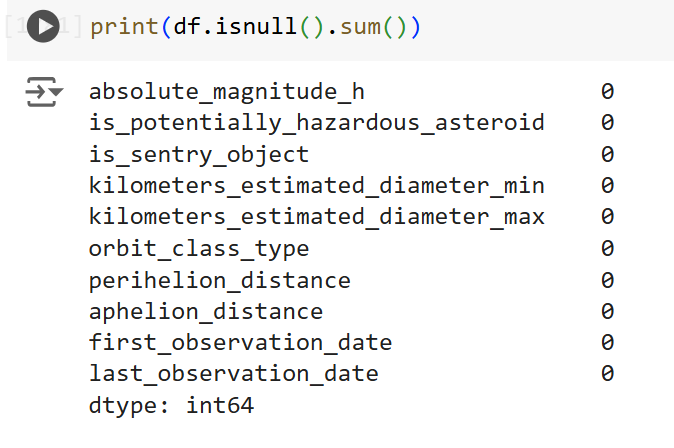 print(df.isnull().sum())
absolute_magnitude_h 0
is_potentially_hazardous_asteroid 0
is_sentry_object 0
kilometers_estimated_diameter_min 0
kilometers_estimated_diameter_max 0
orbit_class_type 0
perihelion_distance 0
aphelion_distance 0
first_observation_date 0
last_observation_date 0
dtype: int64